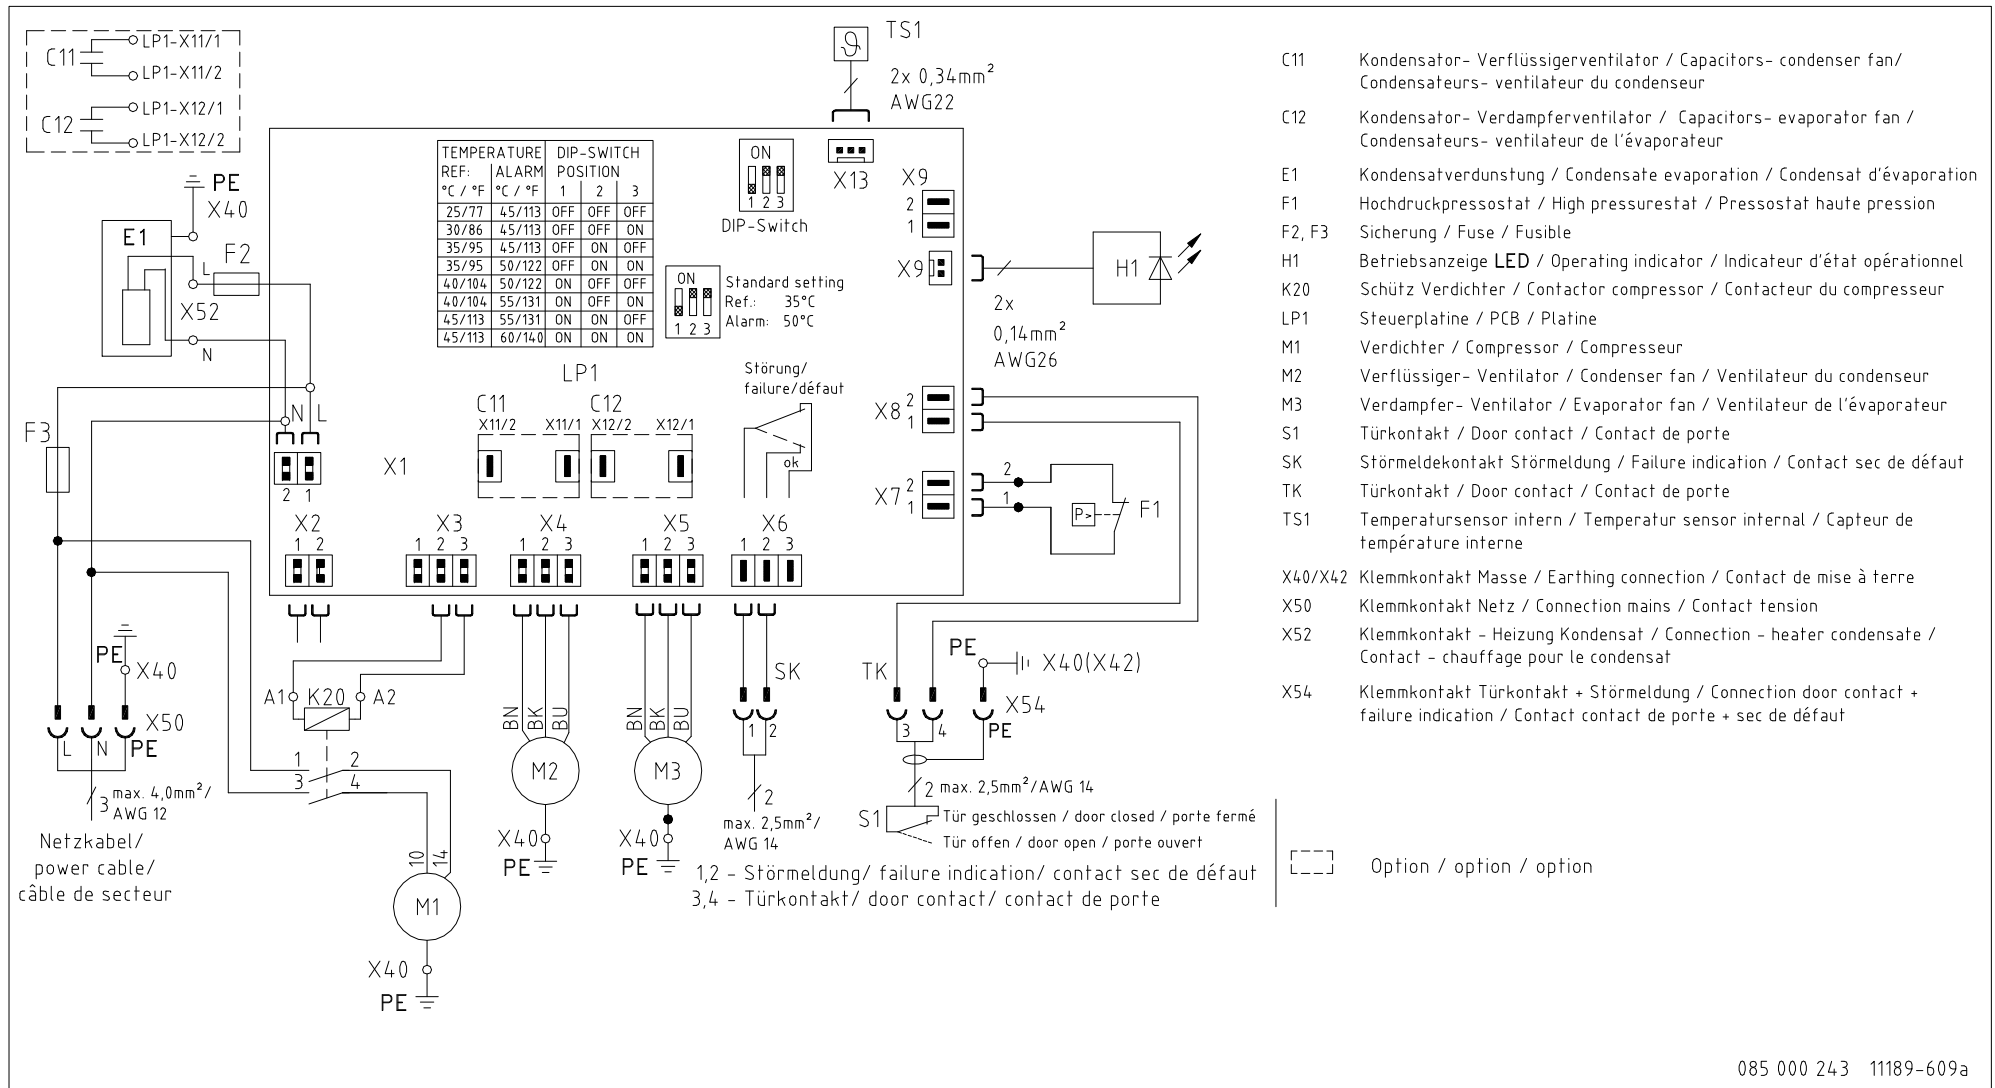 C11
LP1-X11/1
LP1-X11/2
C12
LP1-X12/1
LP1-X12/2
TS1
2x 0,34mm²
AWG22
TEMPERATURE DIP-SWITCH
REF: ALARM POSITION
°C / °F °C / °F 1 2 3
25/77 45/113 OFF OFF OFF
30/86 45/113 OFF OFF ON
35/95 45/113 OFF ON OFF
35/95 50/122 OFF ON ON
40/104 50/122 ON OFF OFF
40/104 55/131 ON OFF ON
45/113 55/131 ON ON OFF
45/113 60/140 ON ON ON
ON
1 2 3
DIP-Switch
X13
X9
2
1
X9
ON
1 2 3
Standard setting
Ref.: 35°C
Alarm: 50°C
H1
2x
0,14mm²
AWG26
PE
X40
E1
L
F2
X52
N
LP1
Störung/
failure/défaut
ok
C11
X11/2 X11/1
C12
X12/2 X12/1
X8
2
1
X7
2
1
2
1
P>
F1
F3
N L
X1
2 1
X2
1 2
X3
1 2 3
X4
1 2 3
X5
1 2 3
X6
1 2 3
PE
X40
X50
L N PE
3
max. 4,0mm²/
AWG 12
Netzkabel/
power cable/
câble de secteur
A1 K20 A2
1 2
3 4
10 14
M1
X40
PE
BN BK BU
M2
X40
PE
BN BK BU
M3
X40
PE
SK
1 2
2
max. 2,5mm²/
AWG 14
TK
PE
X40(X42)
X54
3 4 PE
2 max. 2,5mm²/AWG 14
S1
Tür geschlossen / door closed / porte fermé
Tür offen / door open / porte ouvert
1,2 - Störmeldung/ failure indication/ contact sec de défaut
3,4 - Türkontakt/ door contact/ contact de porte
Option / option / option
C11 Kondensator- Verflüssigerventilator / Capacitors- condenser fan/
Condensateurs- ventilateur du condenseur
C12 Kondensator- Verdampferventilator / Capacitors- evaporator fan /
Condensateurs- ventilateur de l'évaporateur
E1 Kondensatverdunstung / Condensate evaporation / Condensat d'évaporation
F1 Hochdruckpressostat / High pressurestat / Pressostat haute pression
F2, F3 Sicherung / Fuse / Fusible
H1 Betriebsanzeige LED / Operating indicator / Indicateur d'état opérationnel
K20 Schütz Verdichter / Contactor compressor / Contacteur du compresseur
LP1 Steuerplatine / PCB / Platine
M1 Verdichter / Compressor / Compresseur
M2 Verflüssiger- Ventilator / Condenser fan / Ventilateur du condenseur
M3 Verdampfer- Ventilator / Evaporator fan / Ventilateur de l'évaporateur
S1 Türkontakt / Door contact / Contact de porte
SK Störmeldekontakt Störmeldung / Failure indication / Contact sec de défaut
TK Türkontakt / Door contact / Contact de porte
TS1 Temperatursensor intern / Temperatur sensor internal / Capteur de
température interne
X40/X42 Klemmkontakt Masse / Earthing connection / Contact de mise à terre
X50 Klemmkontakt Netz / Connection mains / Contact tension
X52 Klemmkontakt - Heizung Kondensat / Connection - heater condensate /
Contact - chauffage pour le condensat
X54 Klemmkontakt Türkontakt + Störmeldung / Connection door contact +
failure indication / Contact contact de porte + sec de défaut
085 000 243 11189-609a